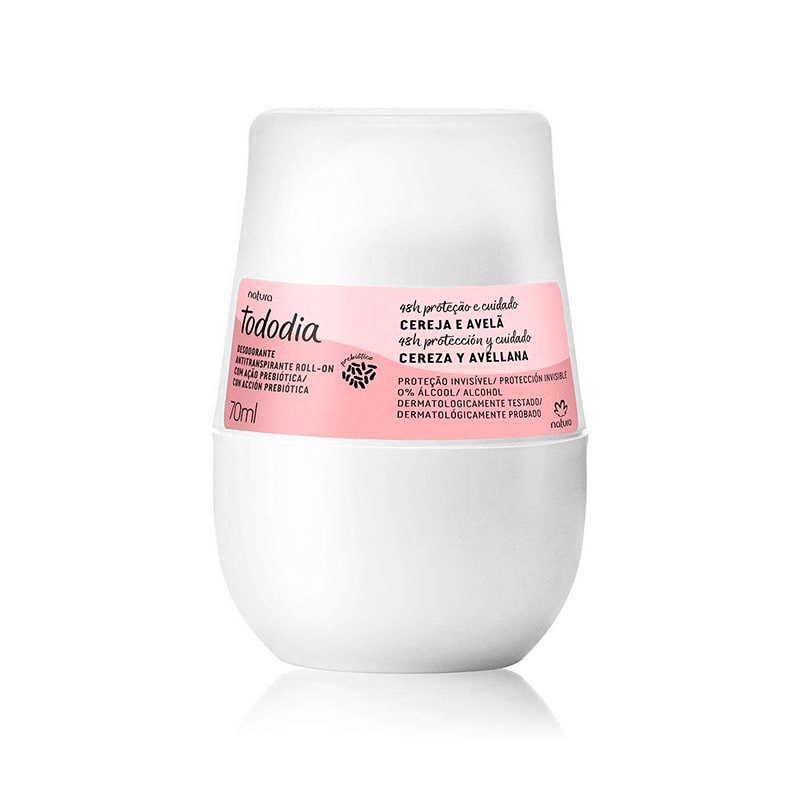 natura
tododia
DESODORANTE
ANTITRANSPIRANTE ROLL-ON
COM AÇÃO PREBIÓTICA/
CON ACCIÓN PREBIÓTICA
70ml
prebiótico
48h proteção e cuidado
CEREJA E AVELÃ
48h protección y cuidado
CEREZA Y AVELLANA
PROTEÇÃO INVISÍVEL/ PROTECCIÓN INVISIBLE
0% ÁLCOOL/ ALCOHOL
DERMATOLOGICAMENTE TESTADO/
DERMATOLÓGICAMENTE PROBADO
natura